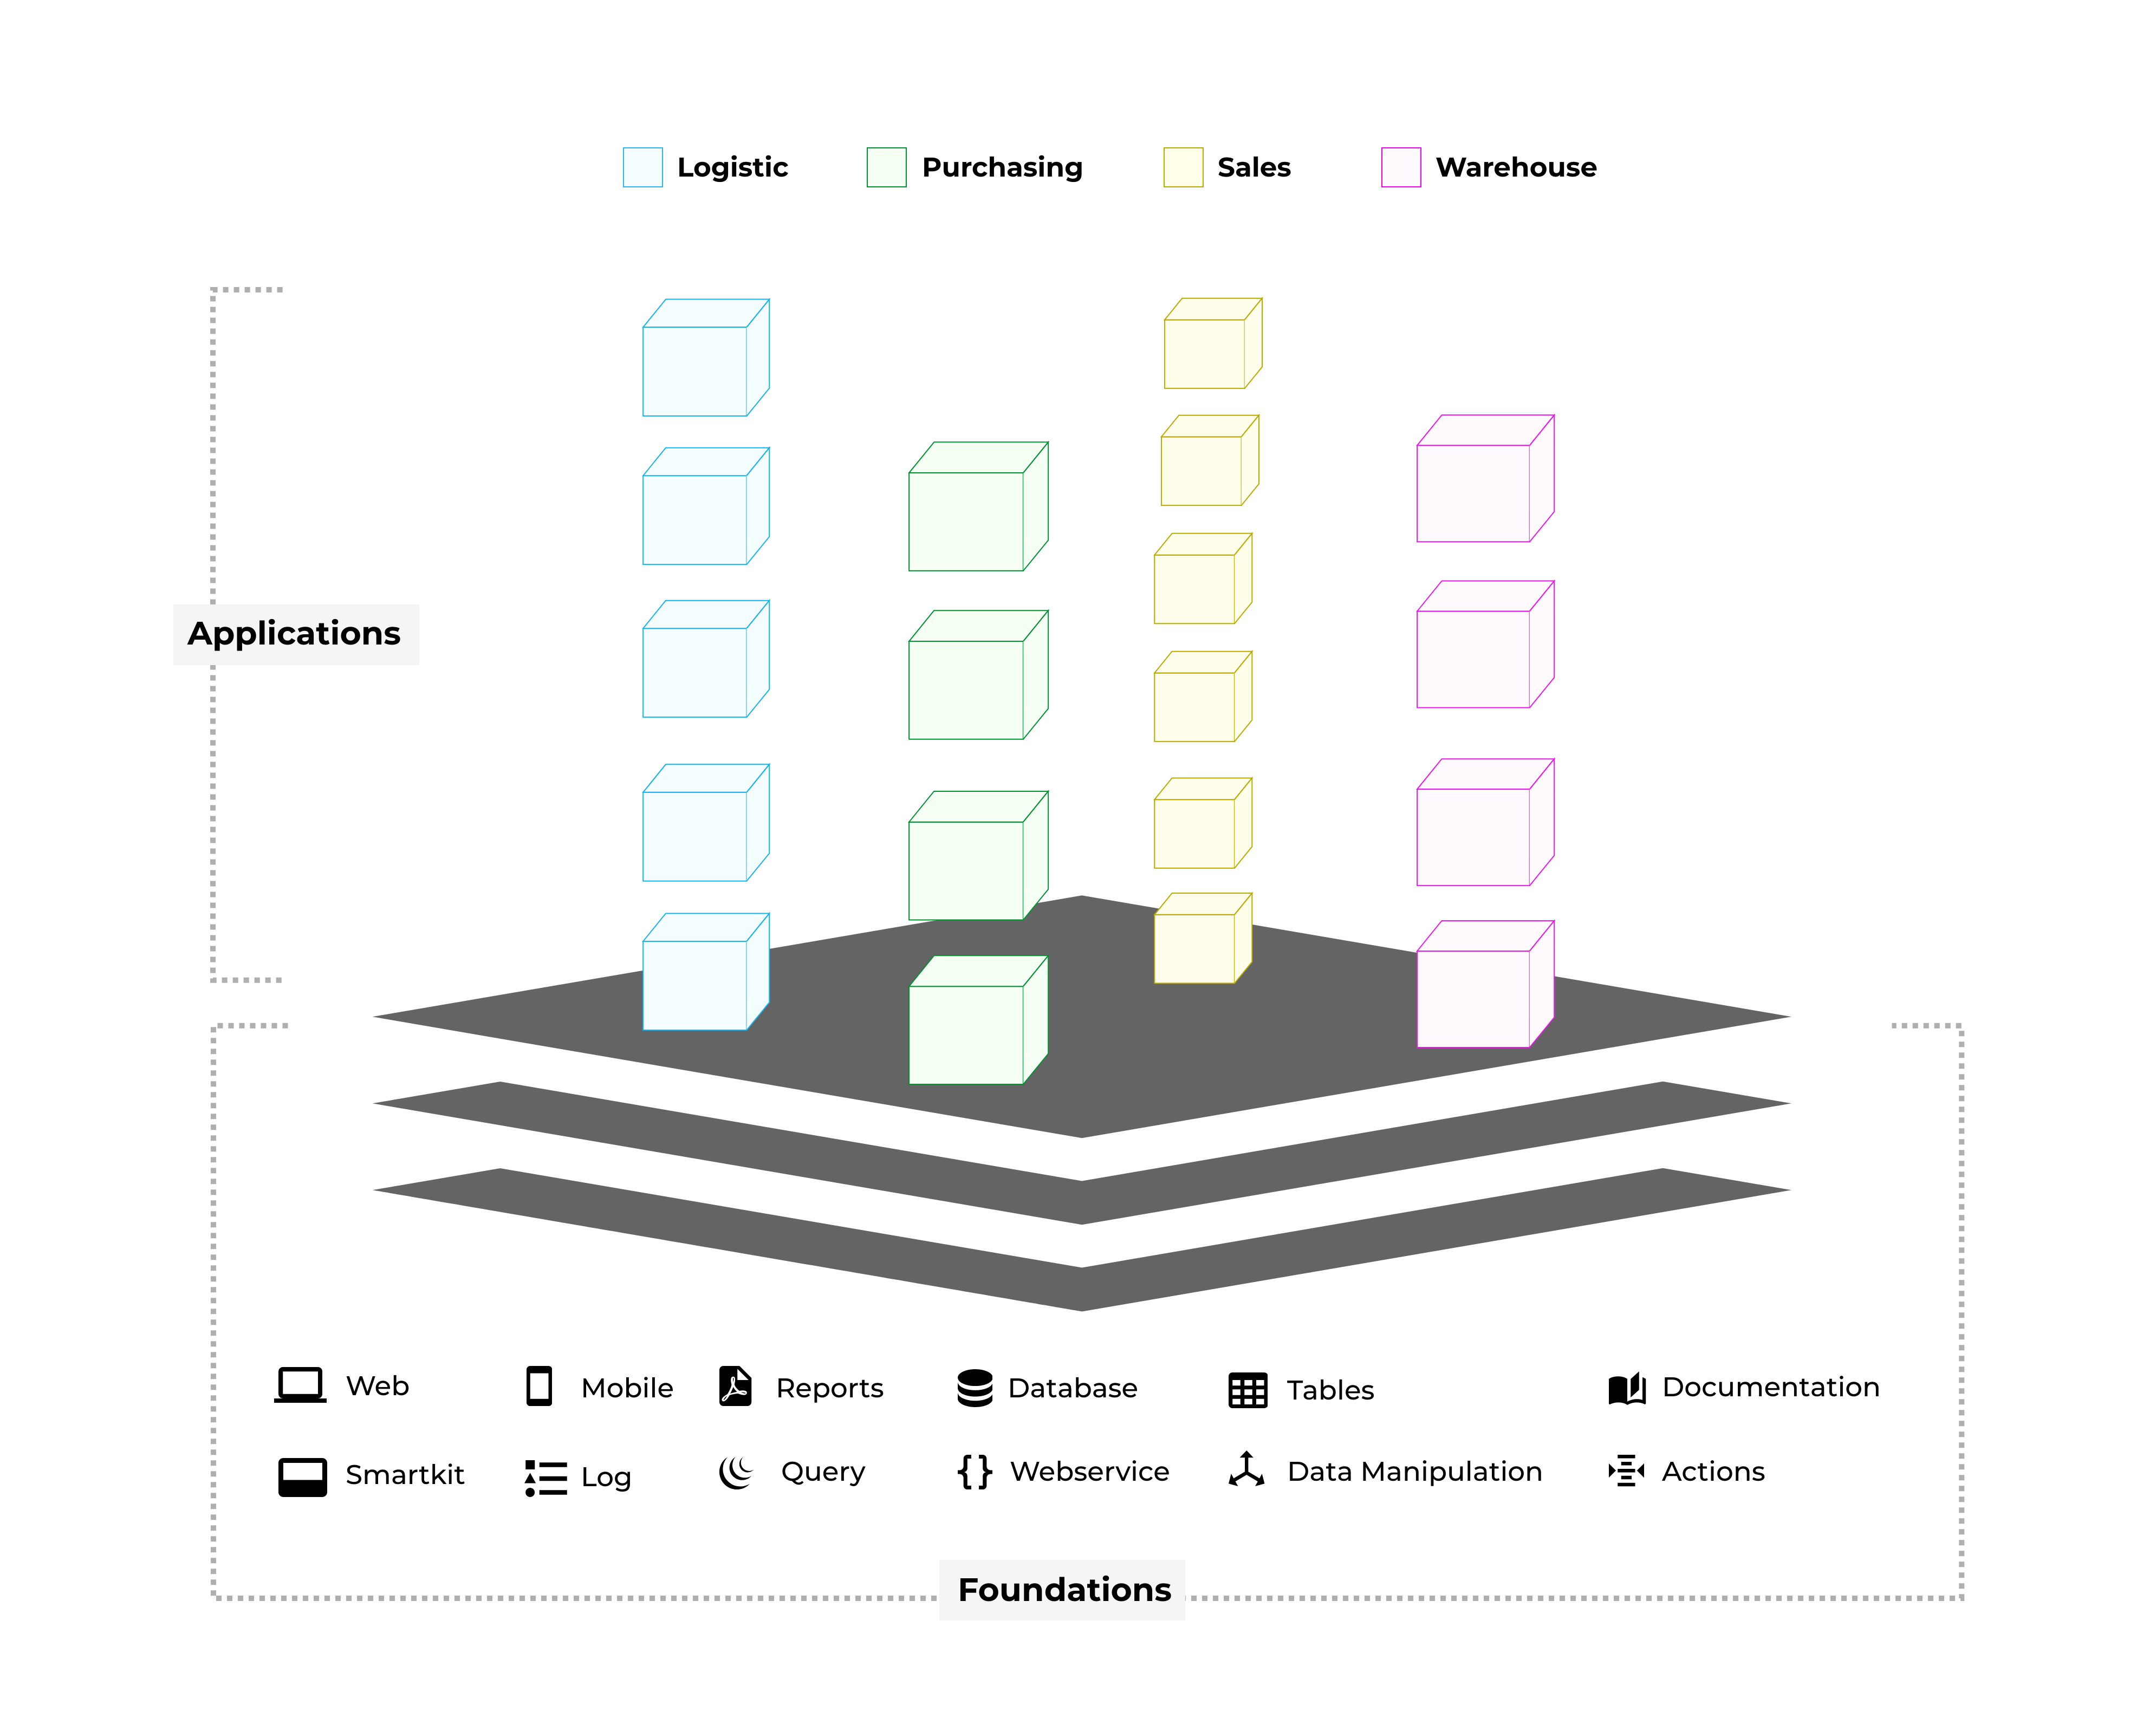 Logistic
Purchasing
Sales
Warehouse
Applications
Web
Mobile
Reports
Database
Tables
Documentation
Smartkit
Log
Query
Webservice
Data Manipulation
Actions
Foundations